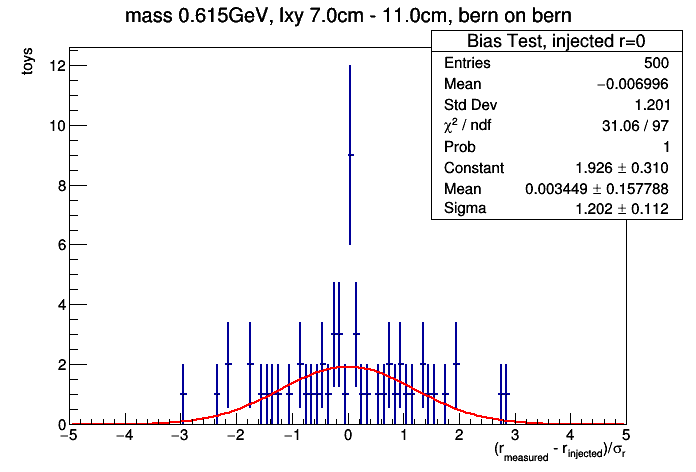 mass 0.615GeV, lxy 7.0cm - 11.0cm, bern on bern
Bias Test, injected r=0
Entries 500
Mean −0.006996
Std Dev 1.201
χ² / ndf 31.06 / 97
Prob 1
Constant 1.926 ± 0.310
Mean 0.003449 ± 0.157788
Sigma 1.202 ± 0.112
toys
12
10
8
6
4
2
0
−5 −4 −3 −2 −1 0 1 2 3 4 5
(r_measured - r_injected)/σ_r